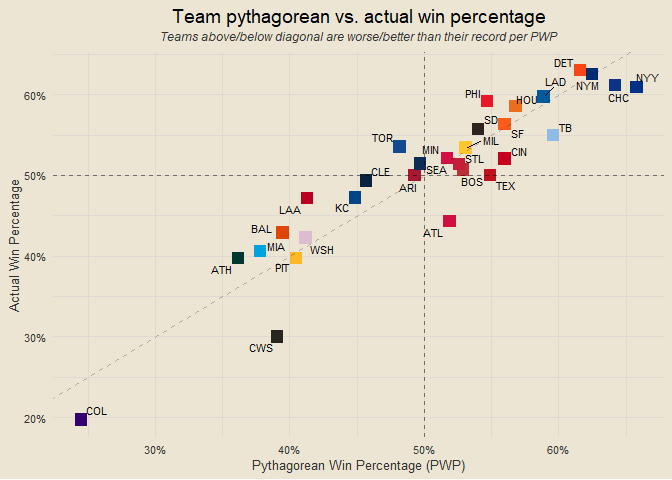 Team pythagorean vs. actual win percentage
Teams above/below diagonal are worse/better than their record per PWP
DET
NYY
LAD
NYM
60%
PHI
HOU
CHC
SD
SF
TB
TOR
MIL
MIN
CIN
STL
SEA
CLE
50%
BOS
TEX
ARI
KC
LAA
BAL
ATL
MIA
WSH
40%
ATH
PIT
CWS
30%
COL
20%
30%
40%
50%
60%
Actual Win Percentage
Pythagorean Win Percentage (PWP)